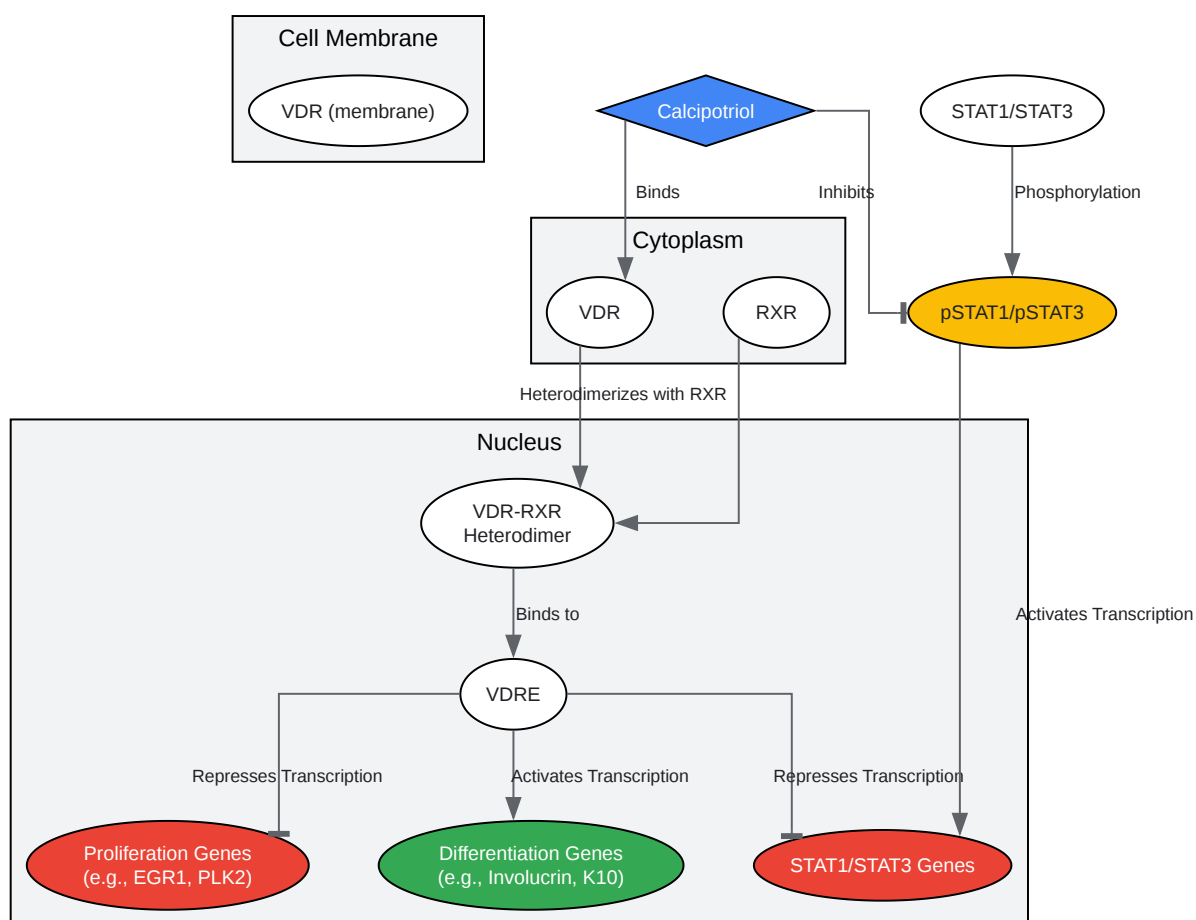 Cell Membrane
VDR (membrane)
Calcipotriol
STAT1/STAT3
Binds
Inhibits
Phosphorylation
Cytoplasm
VDR
RXR
pSTAT1/pSTAT3
Heterodimerizes with RXR
Nucleus
VDR-RXR
Heterodimer
Binds to
Activates Transcription
VDRE
Represses Transcription
Activates Transcription
Represses Transcription
Proliferation Genes
(e.g., EGR1, PLK2)
Differentiation Genes
(e.g., Involucrin, K10)
STAT1/STAT3 Genes